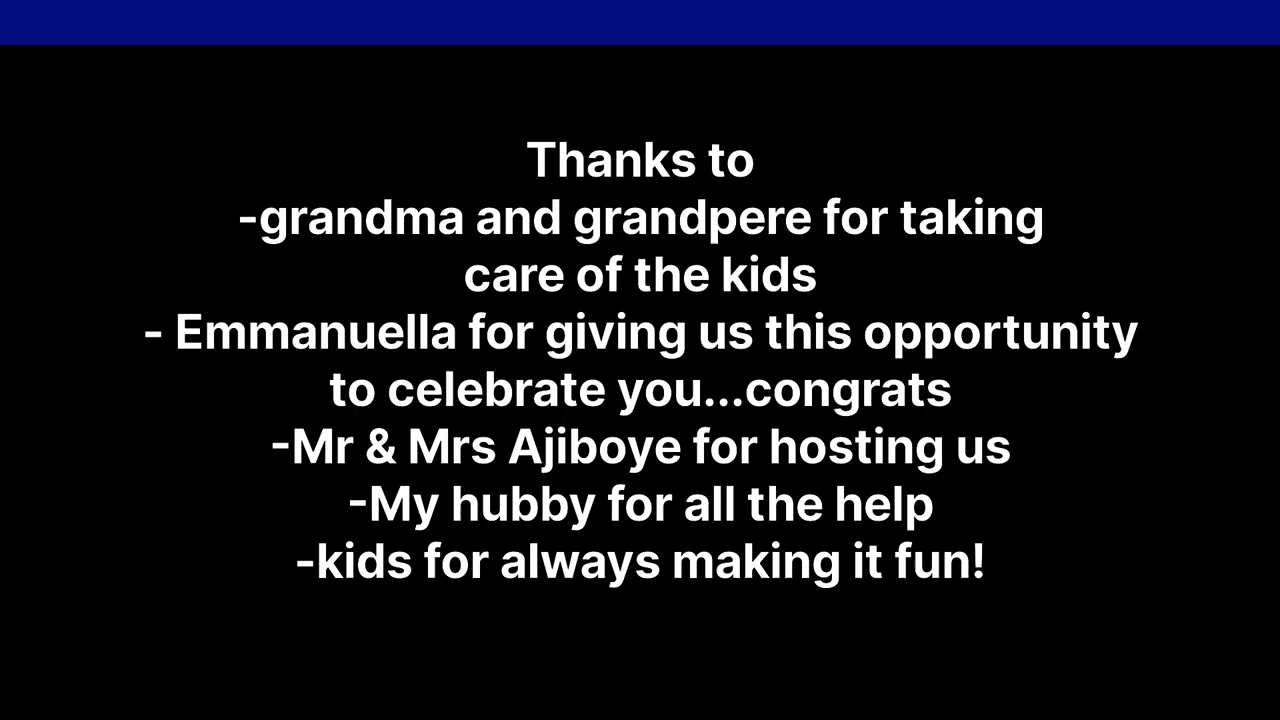 Thanks to
-grandma and grandpere for taking
care of the kids
- Emmanuella for giving us this opportunity
to celebrate you...congrats
-Mr & Mrs Ajiboye for hosting us
-My hubby for all the help
-kids for always making it fun!